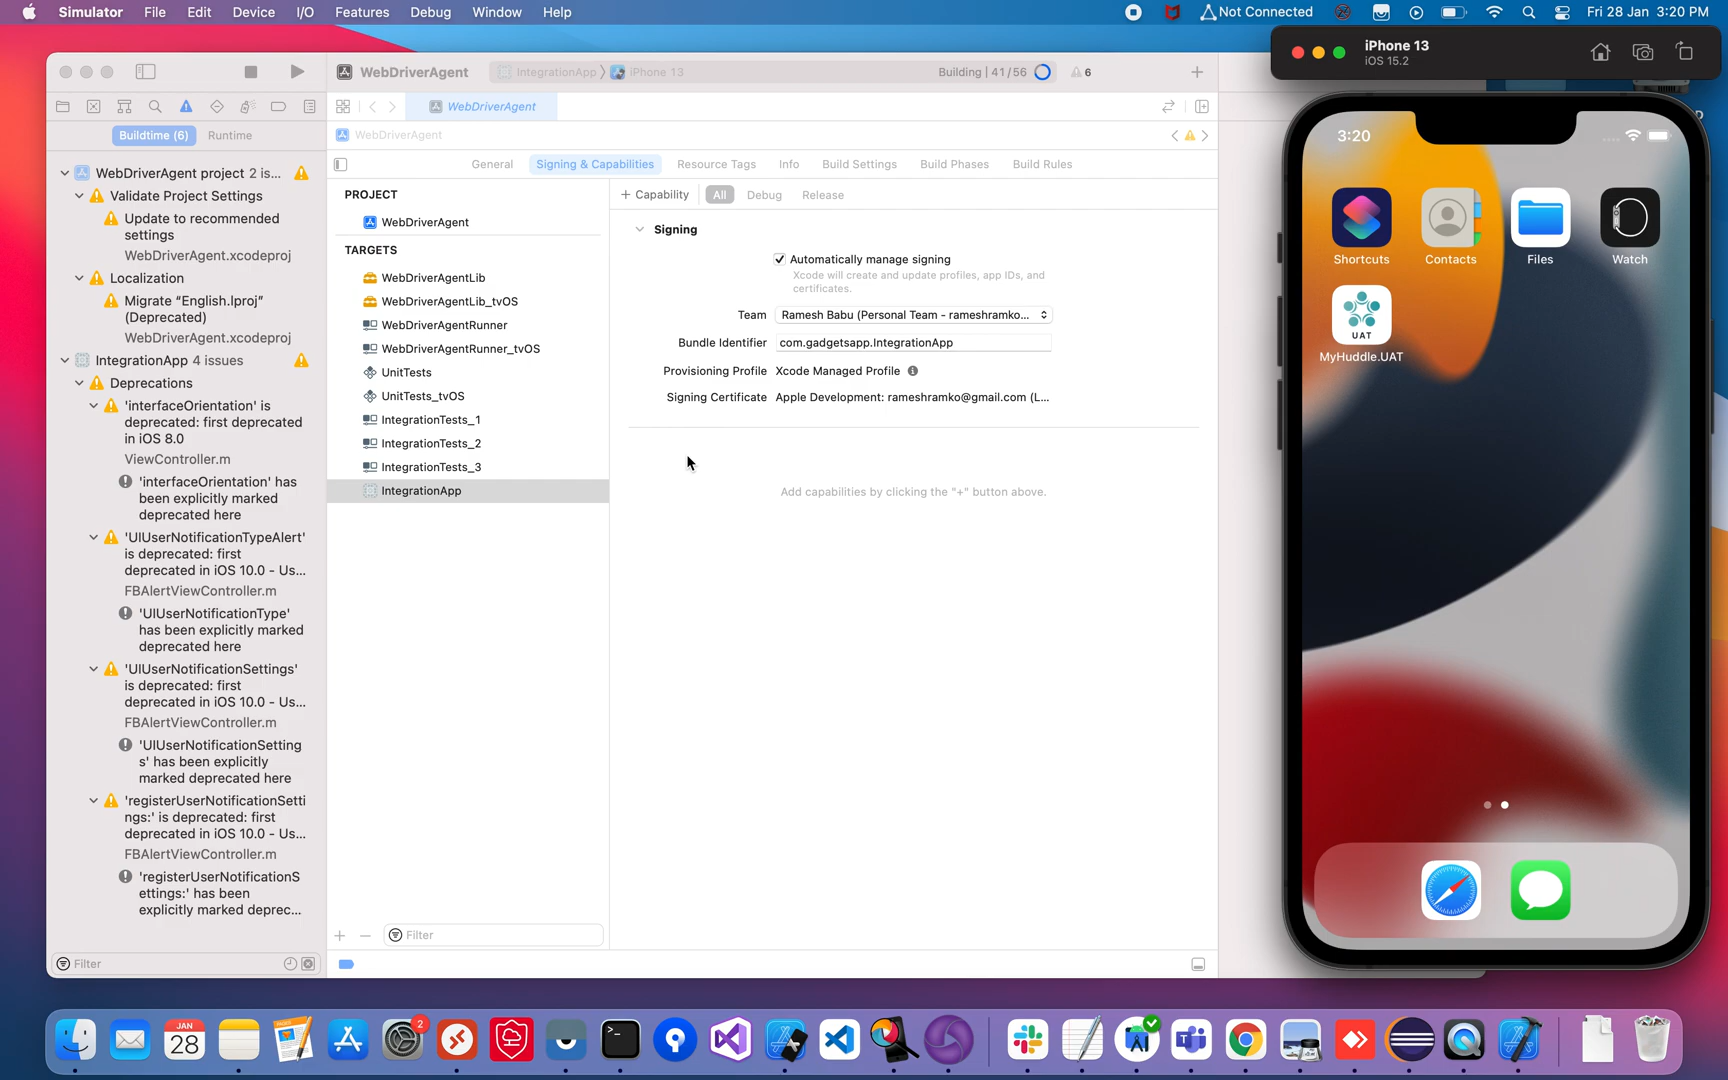 Simulator File Edit Device I/O Features Debug Window Help
Not Connected Fri 28 Jan 3:20 PM
iPhone 13
iOS 15.2
WebDriverAgent IntegrationApp iPhone 13 Building | 41/56 6
WebDriverAgent
Buildtime (6) Runtime
WebDriverAgent
General Signing & Capabilities Resource Tags Info Build Settings Build Phases Build Rules
WebDriverAgent project 2 is...
Validate Project Settings
Update to recommended
settings
WebDriverAgent.xcodeproj
Localization
Migrate “English.lproj”
(Deprecated)
WebDriverAgent.xcodeproj
IntegrationApp 4 issues
Deprecations
'interfaceOrientation' is
deprecated: first deprecated
in iOS 8.0
ViewController.m
'interfaceOrientation' has
been explicitly marked
deprecated here
'UIUserNotificationTypeAlert'
is deprecated: first
deprecated in iOS 10.0 - Us...
FBAlertViewController.m
'UIUserNotificationType'
has been explicitly marked
deprecated here
'UIUserNotificationSettings'
is deprecated: first
deprecated in iOS 10.0 - Us...
FBAlertViewController.m
'UIUserNotificationSetting
s' has been explicitly
marked deprecated here
'registerUserNotificationSetti
ngs:' is deprecated: first
deprecated in iOS 10.0 - Us...
FBAlertViewController.m
'registerUserNotificationS
ettings:' has been
explicitly marked deprec...
Filter
PROJECT
WebDriverAgent
TARGETS
WebDriverAgentLib
WebDriverAgentLib_tvOS
WebDriverAgentRunner
WebDriverAgentRunner_tvOS
UnitTests
UnitTests_tvOS
IntegrationTests_1
IntegrationTests_2
IntegrationTests_3
IntegrationApp
Filter
+ Capability All Debug Release
Signing
Automatically manage signing
Xcode will create and update profiles, app IDs, and
certificates.
Team Ramesh Babu (Personal Team - rameshramko...
Bundle Identifier com.gadgetsapp.IntegrationApp
Provisioning Profile Xcode Managed Profile
Signing Certificate Apple Development: rameshramko@gmail.com (L...
Add capabilities by clicking the "+" button above.
3:20
Shortcuts Contacts Files Watch
UAT
MyHuddle.UAT
JAN
28
2